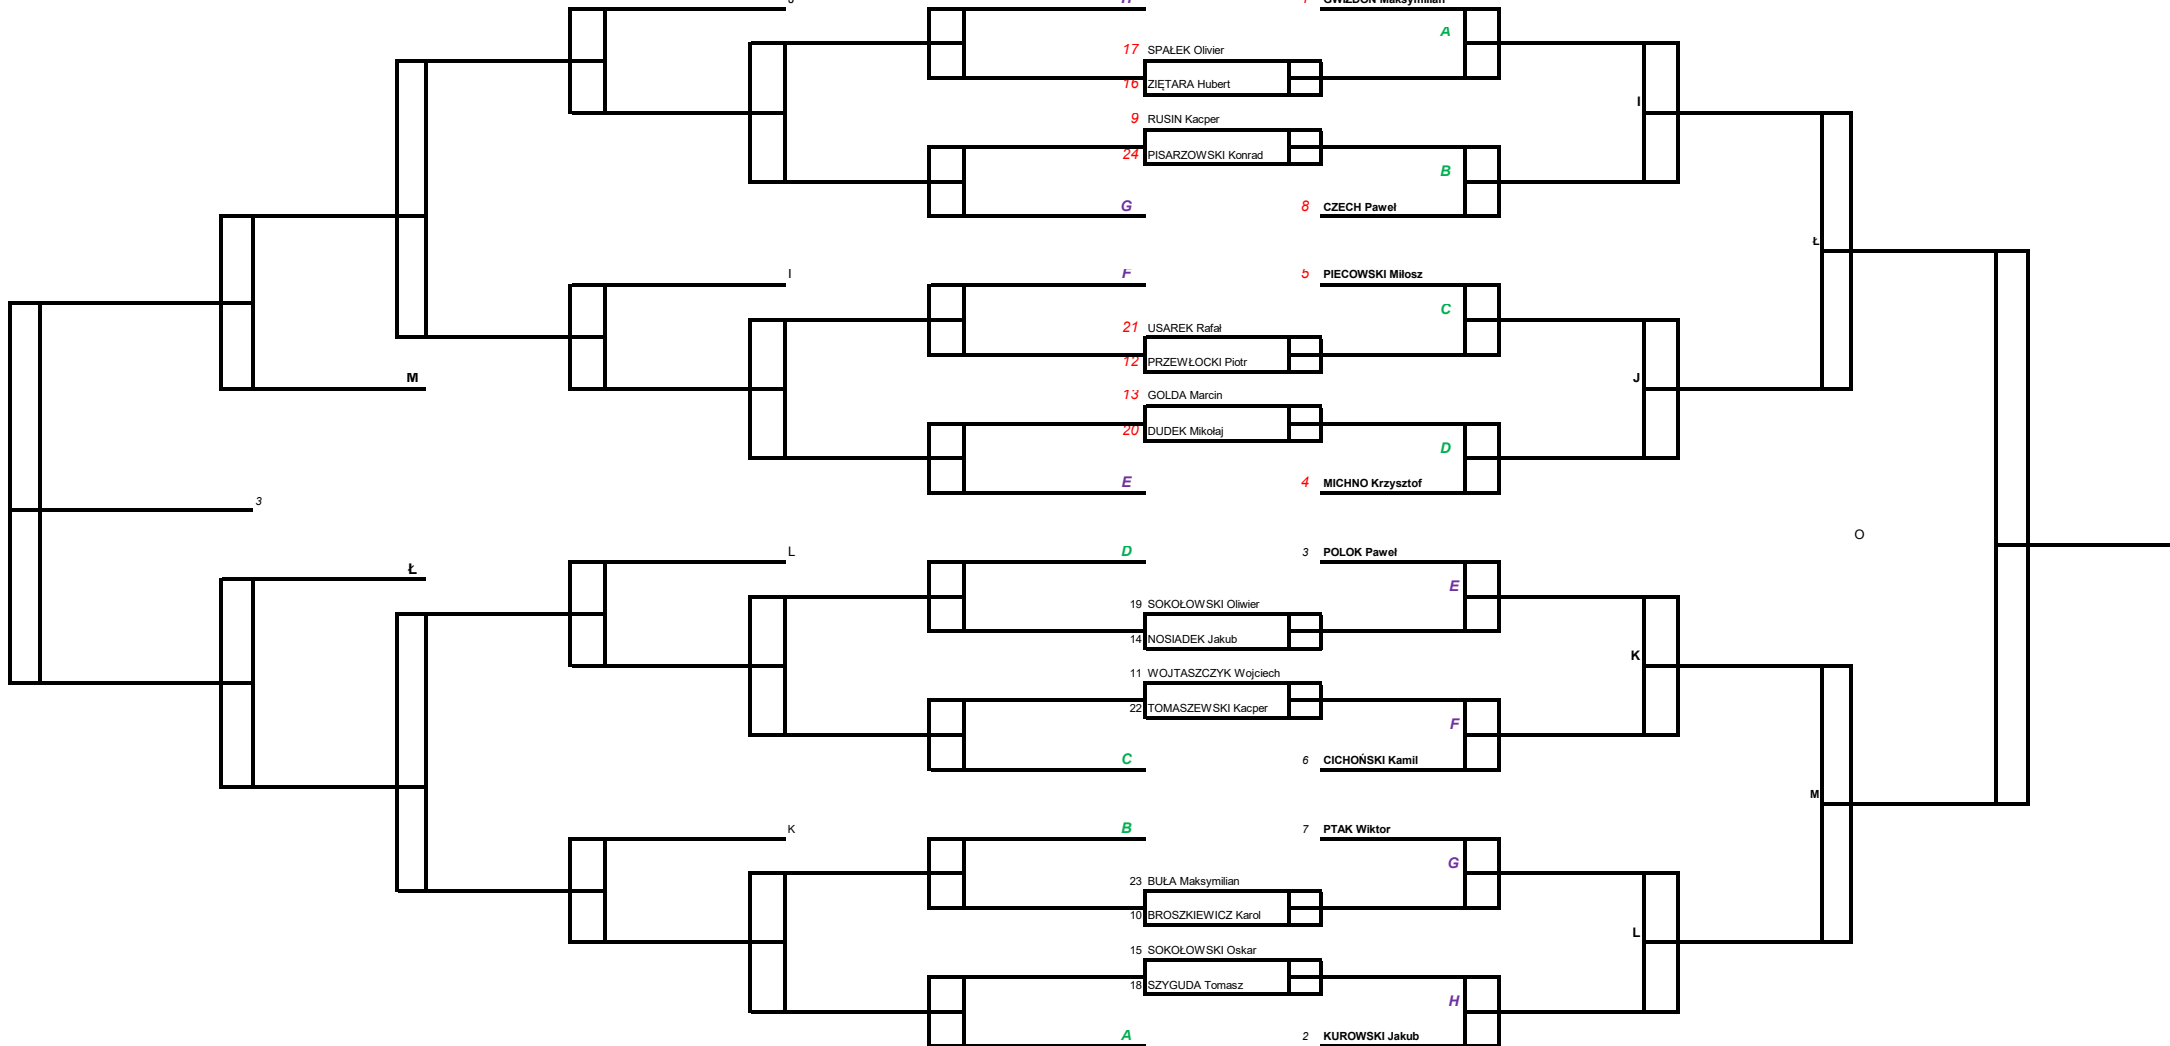 J H 1 GWIZDOŃ Maksymilian
A
17 SPAŁEK Olivier
16 ZIĘTARA Hubert
I
9 RUSIN Kacper
24 PISARZOWSKI Konrad
B
G 8 CZECH Paweł
Ł
I F 5 PIECOWSKI Miłosz
C
21 USAREK Rafał
12 PRZEWŁOCKI Piotr
M J
13 GOLDA Marcin
20 DUDEK Mikołaj
D
E 4 MICHNO Krzysztof
3
O
L D 3 POLOK Paweł
Ł E
19 SOKOŁOWSKI Oliwier
14 NOSIADEK Jakub
K
11 WOJTASZCZYK Wojciech
22 TOMASZEWSKI Kacper
F
C 6 CICHOŃSKI Kamil
M
K B 7 PTAK Wiktor
G
23 BUŁA Maksymilian
10 BROSZKIEWICZ Karol
L
15 SOKOŁOWSKI Oskar
18 SZYGUDA Tomasz
H
A 2 KUROWSKI Jakub